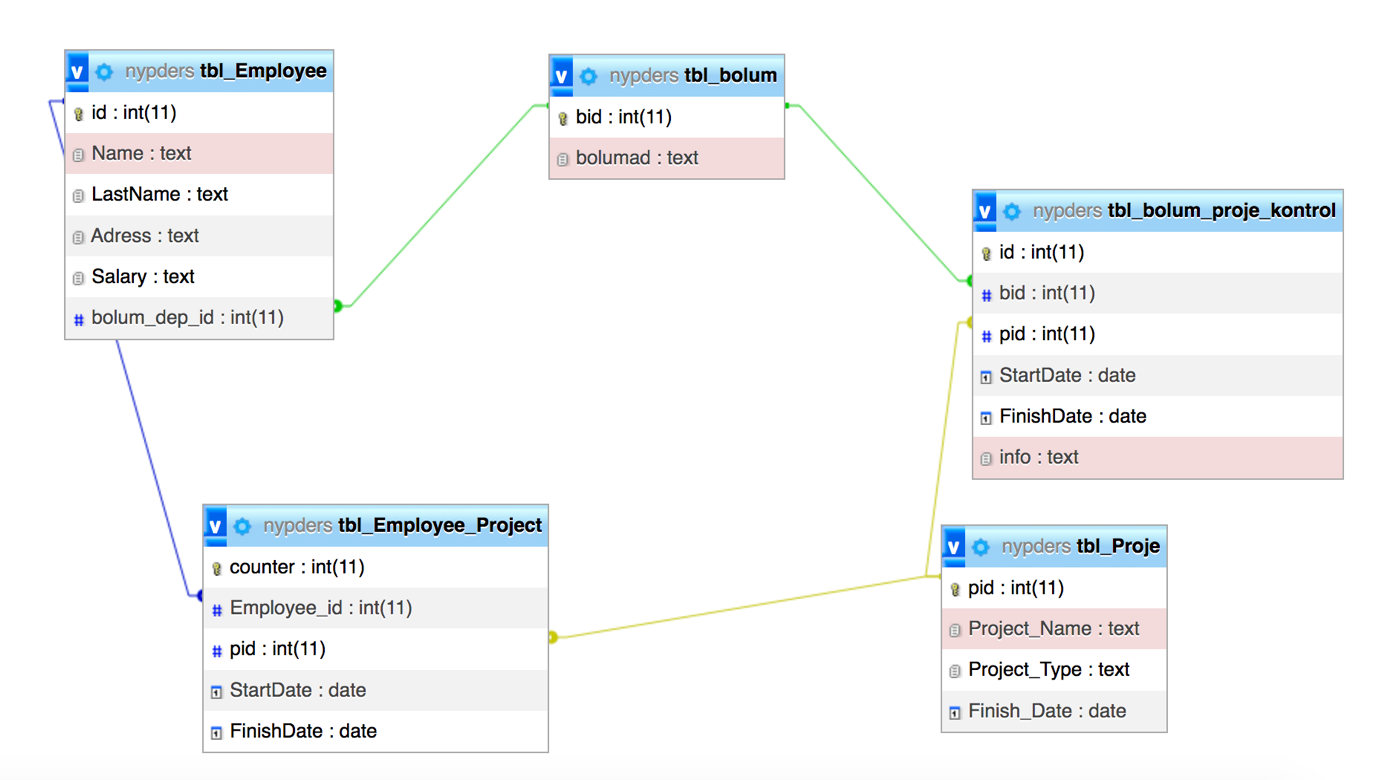 v nypders tbl_Employee
id : int(11)
Name : text
LastName : text
Adress : text
Salary : text
# bolum_dep_id : int(11)
v nypders tbl_bolum
bid : int(11)
bolumad : text
v nypders tbl_bolum_proje_kontrol
id : int(11)
# bid : int(11)
# pid : int(11)
StartDate : date
FinishDate : date
info : text
v nypders tbl_Employee_Project
counter : int(11)
# Employee_id : int(11)
# pid : int(11)
StartDate : date
FinishDate : date
v nypders tbl_Proje
pid : int(11)
Project_Name : text
Project_Type : text
Finish_Date : date